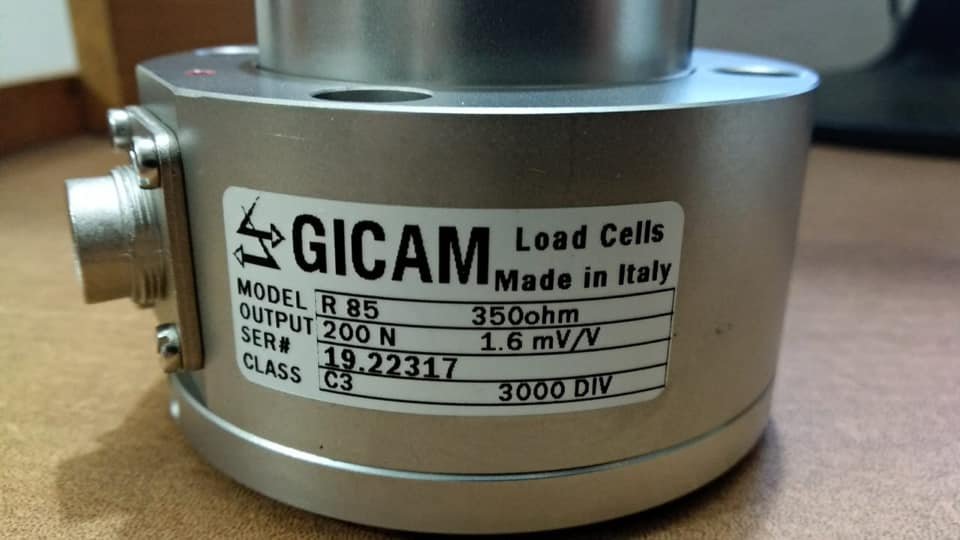 GICAM Load Cells
Made in Italy
MODEL R 85 350ohm
OUTPUT 200 N 1.6 mV/V
SER# 19.22317
CLASS C3 3000 DIV